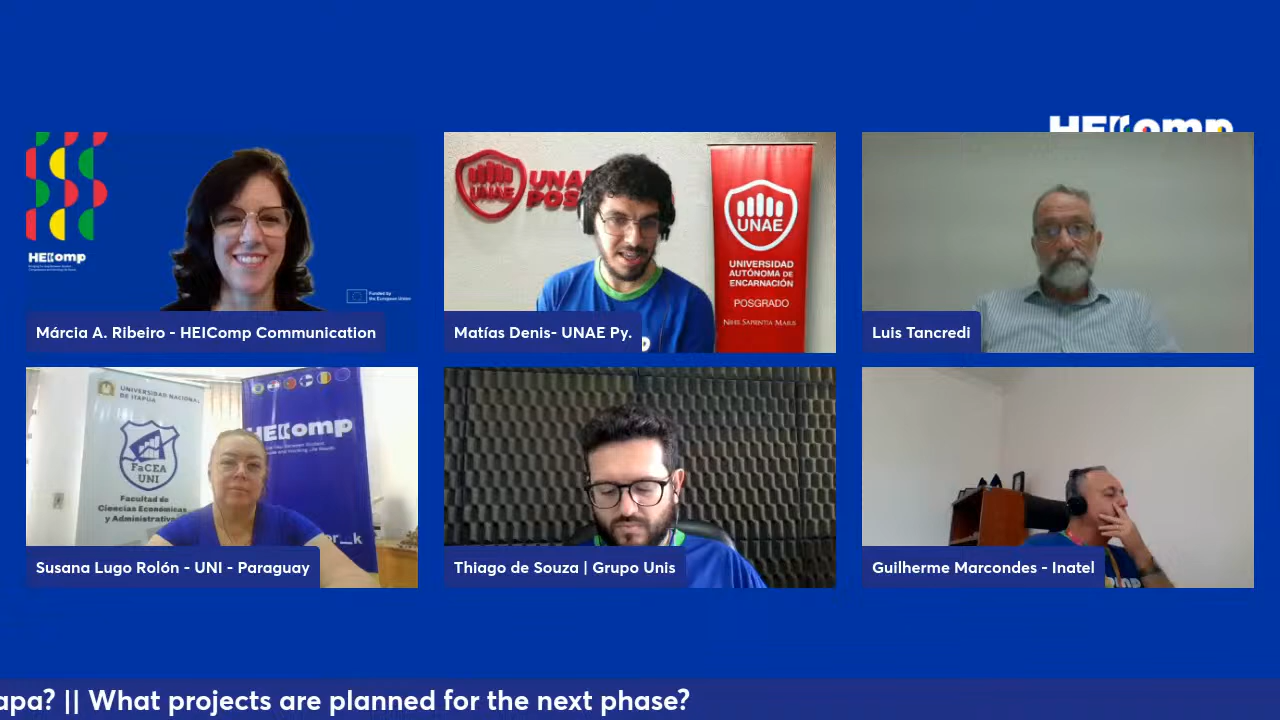 HEIComp
HEIComp
Funded by
the European Union
Márcia A. Ribeiro - HEIComp Communication
UNAE
UNAE
UNIVERSIDAD
AUTÓNOMA DE
ENCARNACIÓN
POSGRADO
Matías Denis- UNAE Py.
Luis Tancredi
UNIVERSIDAD NACIONAL
DE ITAPUA
FaCEA
UNI
Facultad de
Ciencias Económicas
y Administrativas
HEIComp
Susana Lugo Rolón - UNI - Paraguay
Thiago de Souza | Grupo Unis
Guilherme Marcondes - Inatel
apa? || What projects are planned for the next phase?